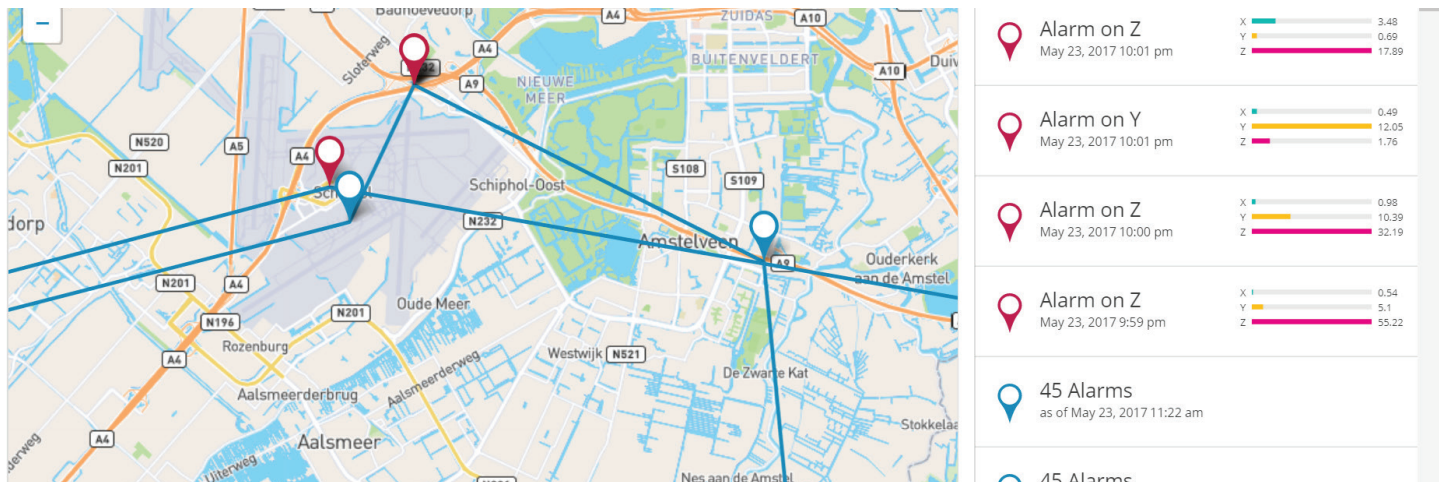 −
Badhoevedorp
A4
ZUIDAS
A10
Sloterweg
A4
BUITENVELDERT
A9
NIEUWE
MEER
A10
N520
A5
A4
N201
S108
S109
Schiphol-Oost
N232
Amstelveen
A9
Ouderkerk
aan de Amstel
N201
A4
Oude Meer
N196
N201
Rozenburg
A4
Westwijk
N521
De Zwarte Kat
Aalsmeerderbrug
Aalsmeerderweg
A4
Aalsmeer
Uiterweg
Nes aan de Amstel
Alarm on Z
May 23, 2017 10:01 pm
X 3.48
Y 0.69
Z 17.89
Alarm on Y
May 23, 2017 10:01 pm
X 0.49
Y 12.05
Z 1.76
Alarm on Z
May 23, 2017 10:00 pm
X 0.98
Y 10.39
Z 32.19
Alarm on Z
May 23, 2017 9:59 pm
X 0.54
Y 5.1
Z 55.22
45 Alarms
as of May 23, 2017 11:22 am
45 Alarms